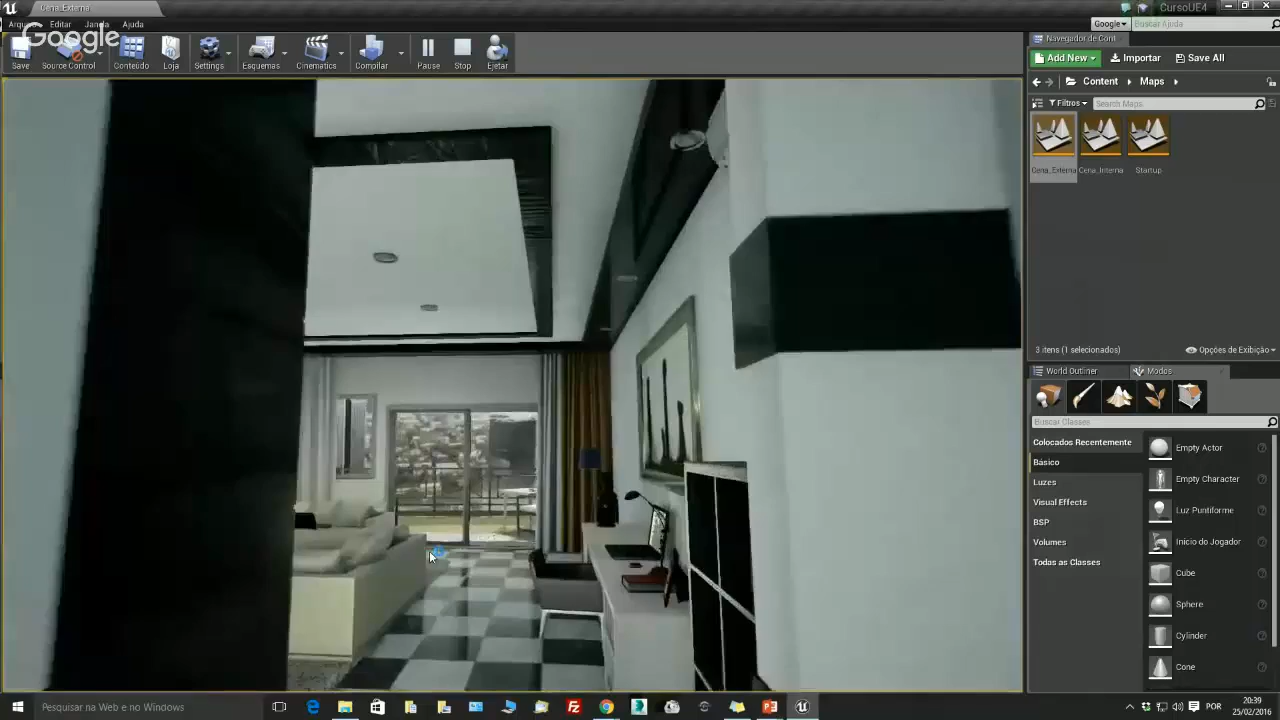 Cena_Externa
CursoUE4
Editar
Janela
Ajuda
Google
Buscar Ajuda
Google
Save
Source Control
Conteúdo
Loja
Settings
Esquemas
Cinematics
Compilar
Pause
Stop
Ejetar
Navegador de Cont
Add New
Importar
Save All
Content
Maps
Filtros
Search Maps
Cena_Externa
Cena_Interna
Startup
3 itens (1 selecionados)
Opções de Exibição
World Outliner
Modos
Buscar Classes
Colocados Recentemente
Básico
Luzes
Visual Effects
BSP
Volumes
Todas as Classes
Empty Actor
Empty Character
Luz Puntiforme
Início do Jogador
Cube
Sphere
Cylinder
Cone
Pesquisar na Web e no Windows
POR
20:39
25/02/2016